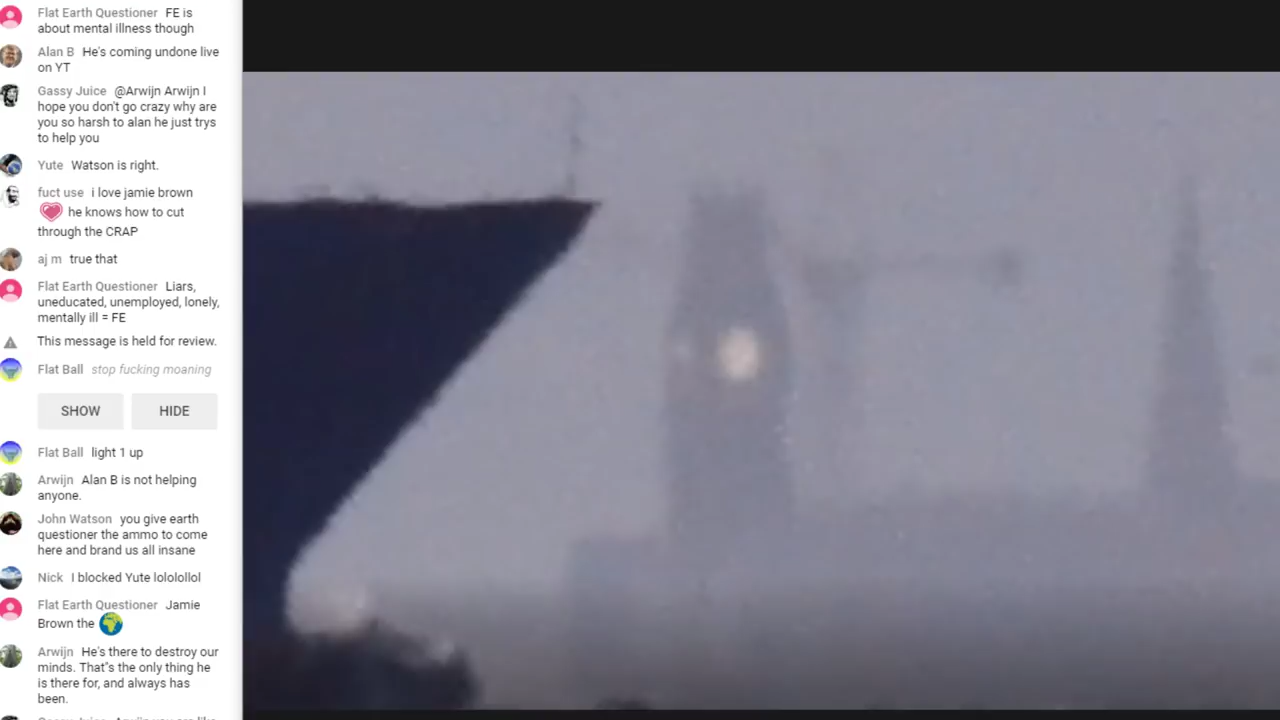 Flat Earth Questioner FE is
about mental illness though
Alan B He's coming undone live
on YT
Gassy Juice @Arwijn Arwijn I
hope you don't go crazy why are
you so harsh to alan he just trys
to help you
Yute Watson is right.
fuct use i love jamie brown
he knows how to cut
through the CRAP
aj m true that
Flat Earth Questioner Liars,
uneducated, unemployed, lonely,
mentally ill = FE
This message is held for review.
Flat Ball stop fucking moaning
SHOW HIDE
Flat Ball light 1 up
Arwijn Alan B is not helping
anyone.
John Watson you give earth
questioner the ammo to come
here and brand us all insane
Nick I blocked Yute lololollol
Flat Earth Questioner Jamie
Brown the
Arwijn He's there to destroy our
minds. That"s the only thing he
is there for, and always has
been.